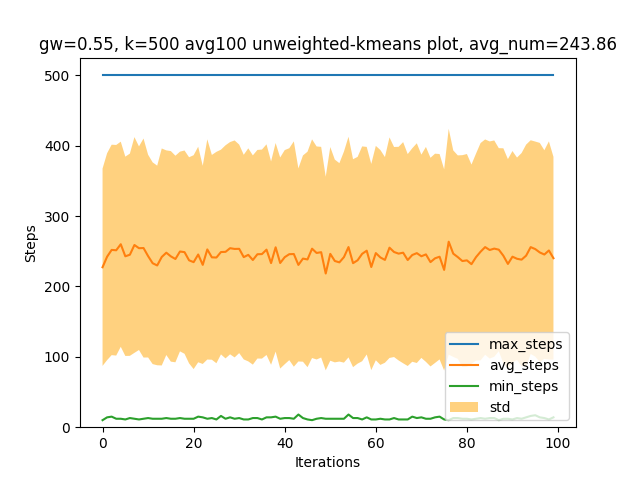 gw=0.55, k=500 avg100 unweighted-kmeans plot, avg_num=243.86
500
400
300
200
100
0
Steps
0
20
40
60
80
100
Iterations
max_steps
avg_steps
min_steps
std